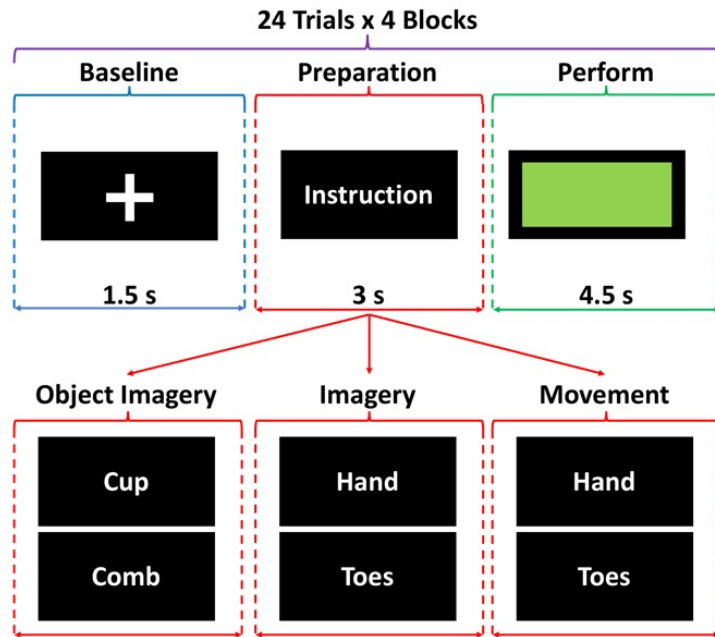 24 Trials x 4 Blocks
Baseline Preparation Perform
Instruction
1.5 s 3 s 4.5 s
Object Imagery Imagery Movement
Cup Hand Hand
Comb Toes Toes